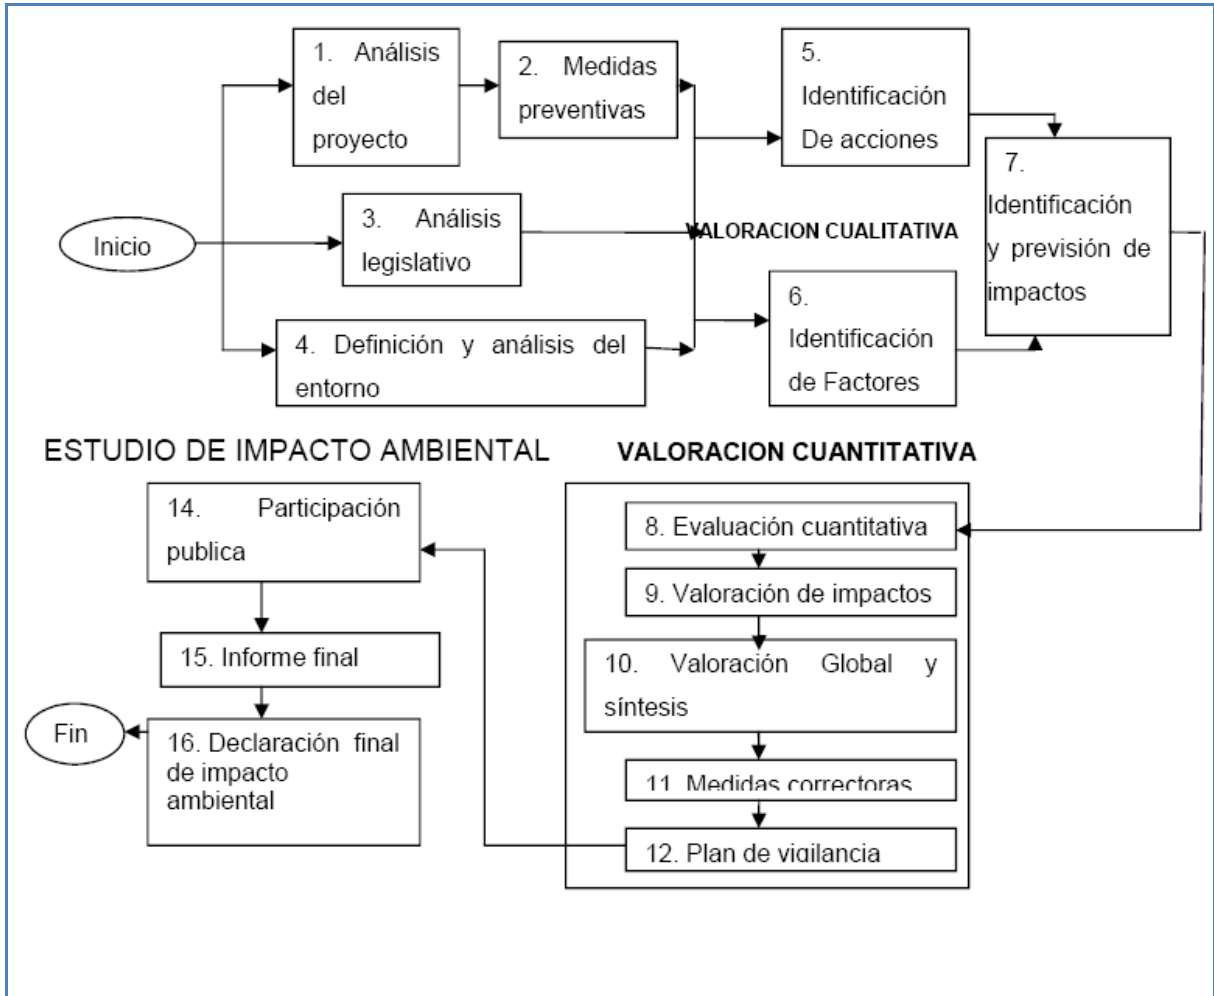 1. Análisis
del
proyecto
2. Medidas
preventivas
5.
Identificación
De acciones
7.
Identificación
y previsión de
impactos
Inicio
3. Análisis
legislativo
VALORACION CUALITATIVA
4. Definición y análisis del
entorno
6.
Identificación
de Factores
ESTUDIO DE IMPACTO AMBIENTAL
VALORACION CUANTITATIVA
8. Evaluación cuantitativa
9. Valoración de impactos
10. Valoración Global y
síntesis
11. Medidas correctoras
12. Plan de vigilancia
14. Participación
publica
15. Informe final
16. Declaración final
de impacto
ambiental
Fin